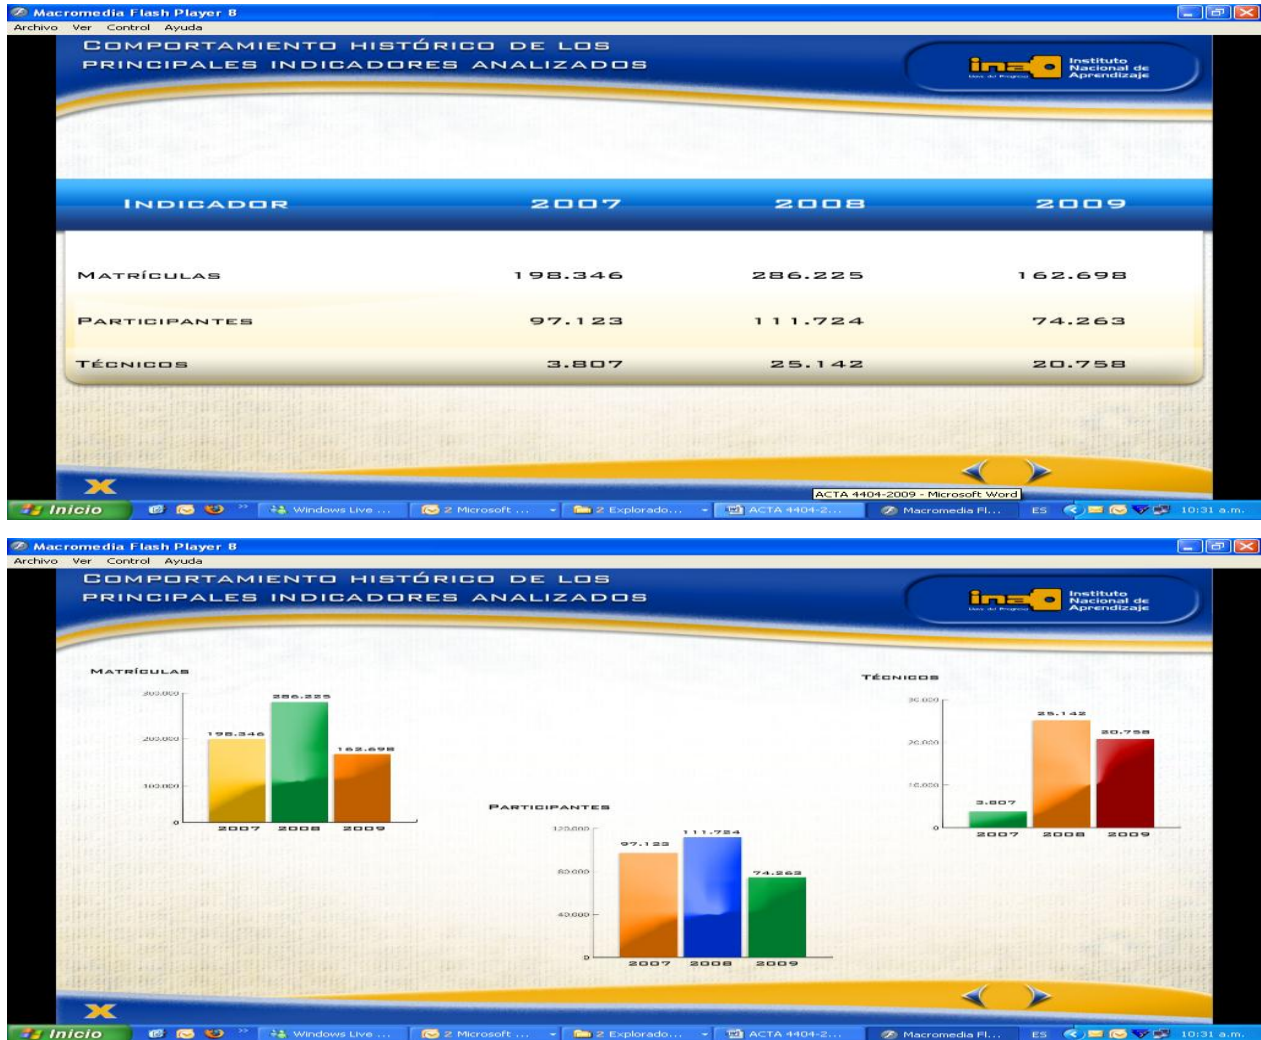 Macromedia Flash Player 8
Archivo Ver Control Ayuda
COMPORTAMIENTO HISTÓRICO DE LOS
PRINCIPALES INDICADORES ANALIZADOS
ina
Instituto
Nacional de
Aprendizaje
INDICADOR 2007 2008 2009
MATRÍCULAS 198.346 286.225 162.698
PARTICIPANTES 97.123 111.724 74.263
TÉCNICOS 3.807 25.142 20.758
X
ACTA 4404-2009 - Microsoft Word
Inicio » Windows Live ... 2 Microsoft ... 2 Explorado... ACTA 4404-2... Macromedia Fl... ES 10:31 a.m.
Macromedia Flash Player 8
Archivo Ver Control Ayuda
COMPORTAMIENTO HISTÓRICO DE LOS
PRINCIPALES INDICADORES ANALIZADOS
ina
Instituto
Nacional de
Aprendizaje
MATRÍCULAS
300.000
200.000
100.000
0
198.346
286.225
162.698
2007 2008 2009
PARTICIPANTES
120.000
80.000
40.000
0
97.123
111.724
74.263
2007 2008 2009
TÉCNICOS
30.000
20.000
10.000
0
3.807
25.142
20.758
2007 2008 2009
X
Inicio » Windows Live ... 2 Microsoft ... 2 Explorado... ACTA 4404-2... Macromedia Fl... ES 10:31 a.m.